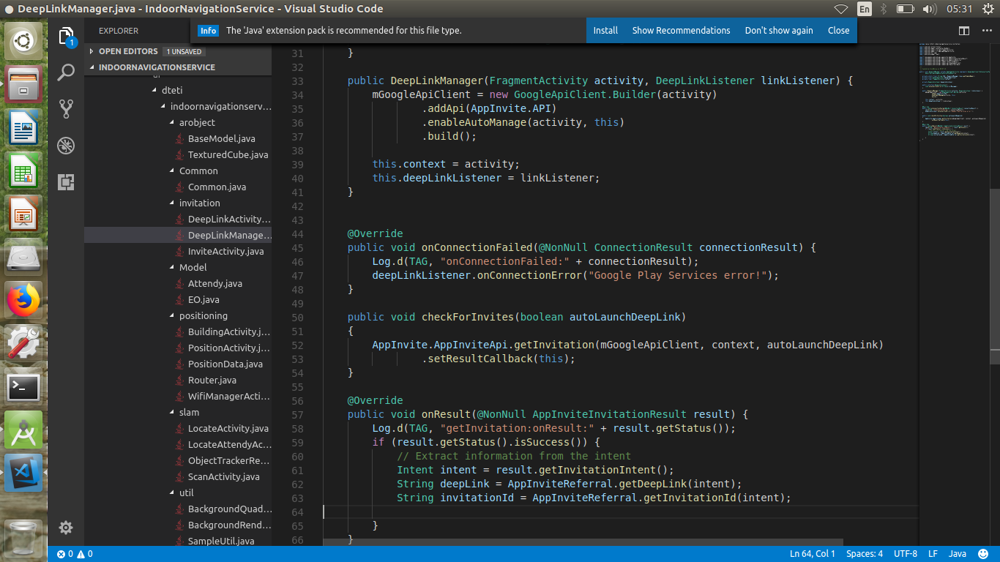 DeepLinkManager.java - IndoorNavigationService - Visual Studio Code
En
05:31
EXPLORER
Info
The 'Java' extension pack is recommended for this file type.
Install
Show Recommendations
Don't show again
Close
1
OPEN EDITORS
1 UNSAVED
INDOORNAVIGATIONSERVICE
dteti
indoornavigationserv...
arobject
BaseModel.java
TexturedCube.java
Common
Common.java
invitation
DeepLinkActivity...
DeepLinkManage...
InviteActivity.java
Model
Attendy.java
EO.java
positioning
BuildingActivity.j...
PositionActivity.j...
PositionData.java
Router.java
WifiManagerActi...
slam
LocateActivity.java
LocateAttendyAc...
ObjectTrackerRe...
ScanActivity.java
util
BackgroundQuad...
BackgroundRend...
SampleUtil.java
31     }
32
33     public DeepLinkManager(FragmentActivity activity, DeepLinkListener linkListener) {
34         mGoogleApiClient = new GoogleApiClient.Builder(activity)
35                 .addApi(AppInvite.API)
36                 .enableAutoManage(activity, this)
37                 .build();
38
39         this.context = activity;
40         this.deepLinkListener = linkListener;
41     }
42
43
44     @Override
45     public void onConnectionFailed(@NonNull ConnectionResult connectionResult) {
46         Log.d(TAG, "onConnectionFailed:" + connectionResult);
47         deepLinkListener.onConnectionError("Google Play Services error!");
48     }
49
50     public void checkForInvites(boolean autoLaunchDeepLink)
51     {
52         AppInvite.AppInviteApi.getInvitation(mGoogleApiClient, context, autoLaunchDeepLink)
53                 .setResultCallback(this);
54     }
55
56     @Override
57     public void onResult(@NonNull AppInviteInvitationResult result) {
58         Log.d(TAG, "getInvitation:onResult:" + result.getStatus());
59         if (result.getStatus().isSuccess()) {
60             // Extract information from the intent
61             Intent intent = result.getInvitationIntent();
62             String deepLink = AppInviteReferral.getDeepLink(intent);
63             String invitationId = AppInviteReferral.getInvitationId(intent);
64
65         }
66     }
0
0
Ln 64, Col 1
Spaces: 4
UTF-8
LF
Java